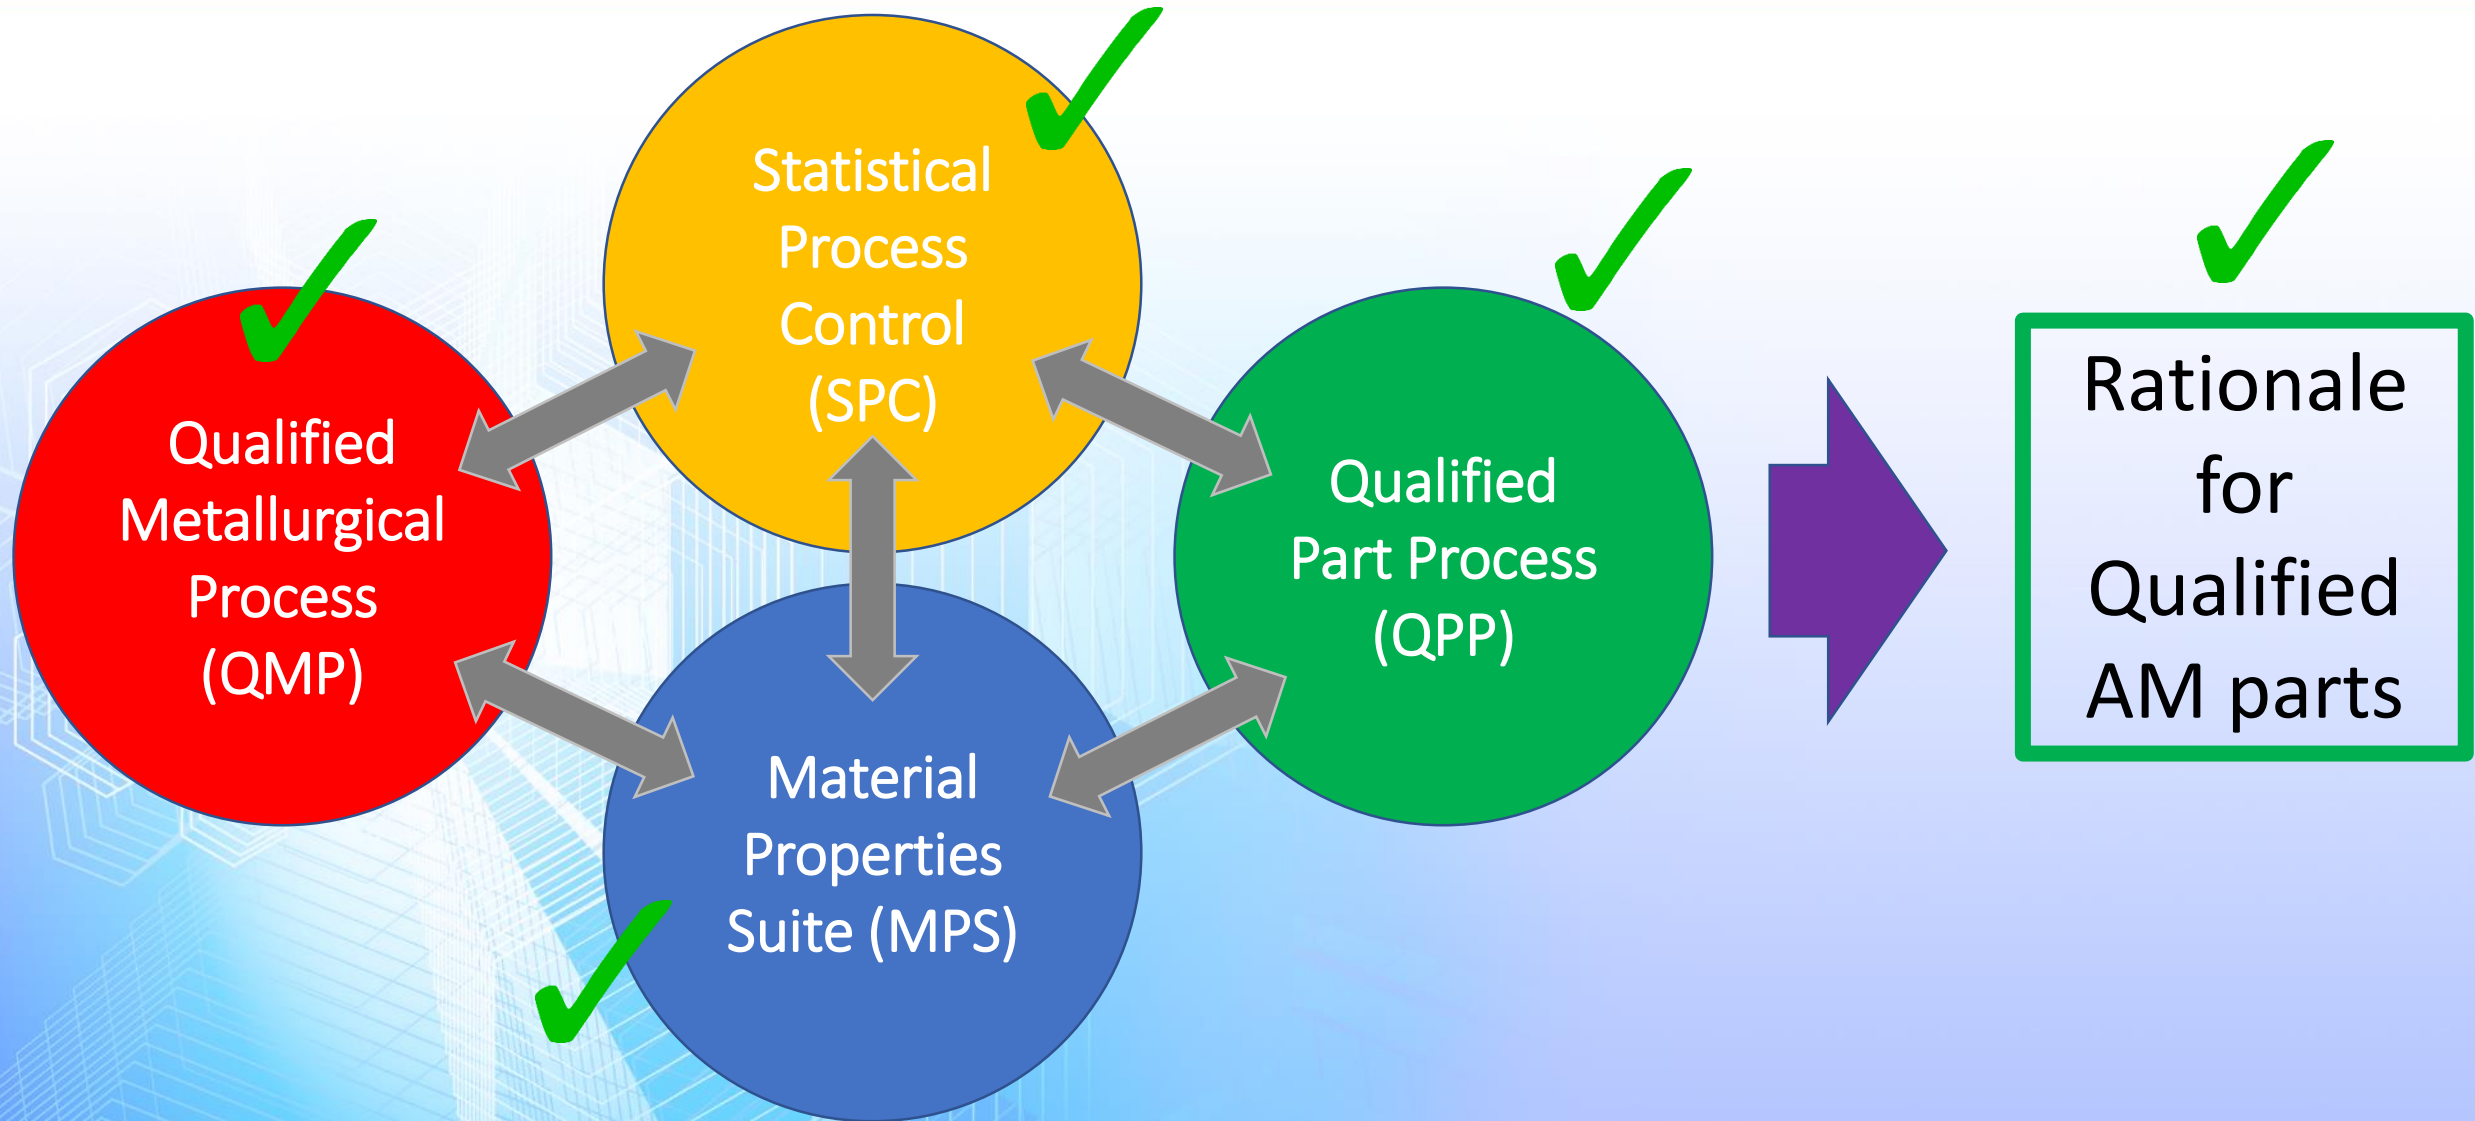 Statistical
Process
Control
(SPC)
Qualified
Metallurgical
Process
(QMP)
Qualified
Part Process
(QPP)
Material
Properties
Suite (MPS)
Rationale
for
Qualified
AM parts